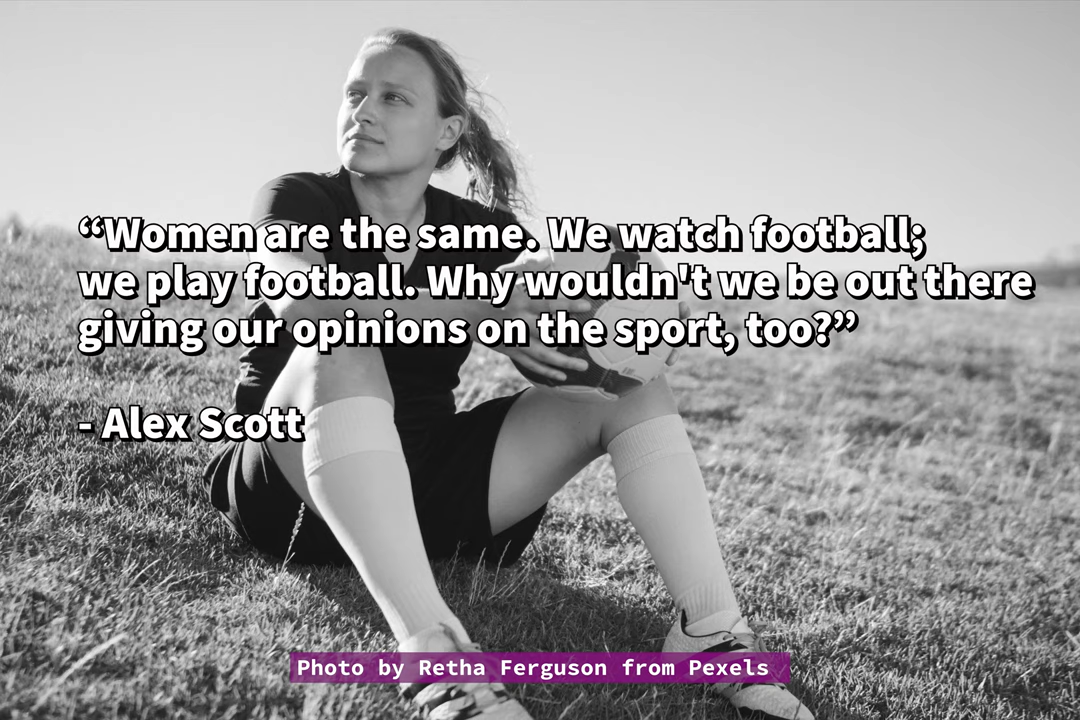 “Women are the same. We watch football;
we play football. Why wouldn't we be out there
giving our opinions on the sport, too?”
- Alex Scott
Photo by Retha Ferguson from Pexels